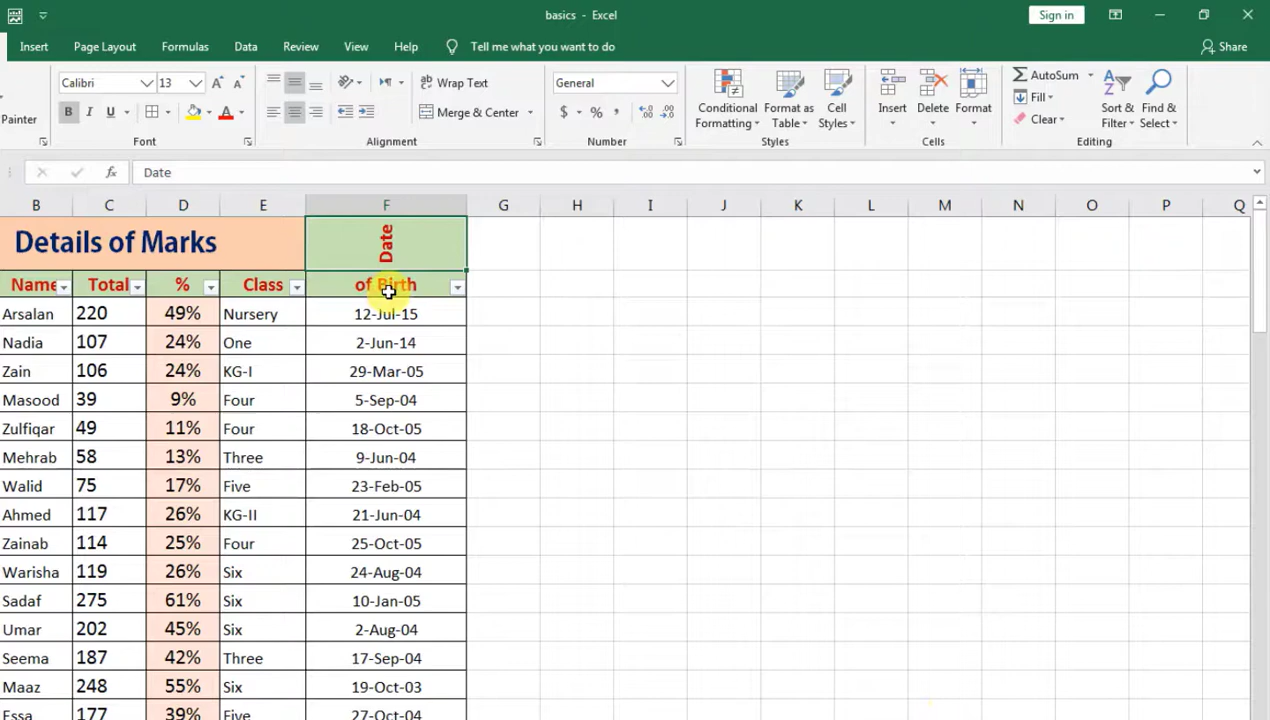 basics - Excel
Sign in
Insert Page Layout Formulas Data Review View Help Tell me what you want to do Share
Calibri 13 Wrap Text General AutoSum
Fill
Painter B I U A Merge & Center $ % , Conditional Formatting Format as Table Cell Styles Insert Delete Format Clear Sort & Filter Find & Select
Font Alignment Number Styles Cells Editing
fx Date
B C D E F G H I J K L M N O P Q
Details of Marks Date
Name Total % Class of Birth
Arsalan 220 49% Nursery 12-Jul-15
Nadia 107 24% One 2-Jun-14
Zain 106 24% KG-I 29-Mar-05
Masood 39 9% Four 5-Sep-04
Zulfiqar 49 11% Four 18-Oct-05
Mehrab 58 13% Three 9-Jun-04
Walid 75 17% Five 23-Feb-05
Ahmed 117 26% KG-II 21-Jun-04
Zainab 114 25% Four 25-Oct-05
Warisha 119 26% Six 24-Aug-04
Sadaf 275 61% Six 10-Jan-05
Umar 202 45% Six 2-Aug-04
Seema 187 42% Three 17-Sep-04
Maaz 248 55% Six 19-Oct-03
Essa 177 39% Five 27-Oct-04